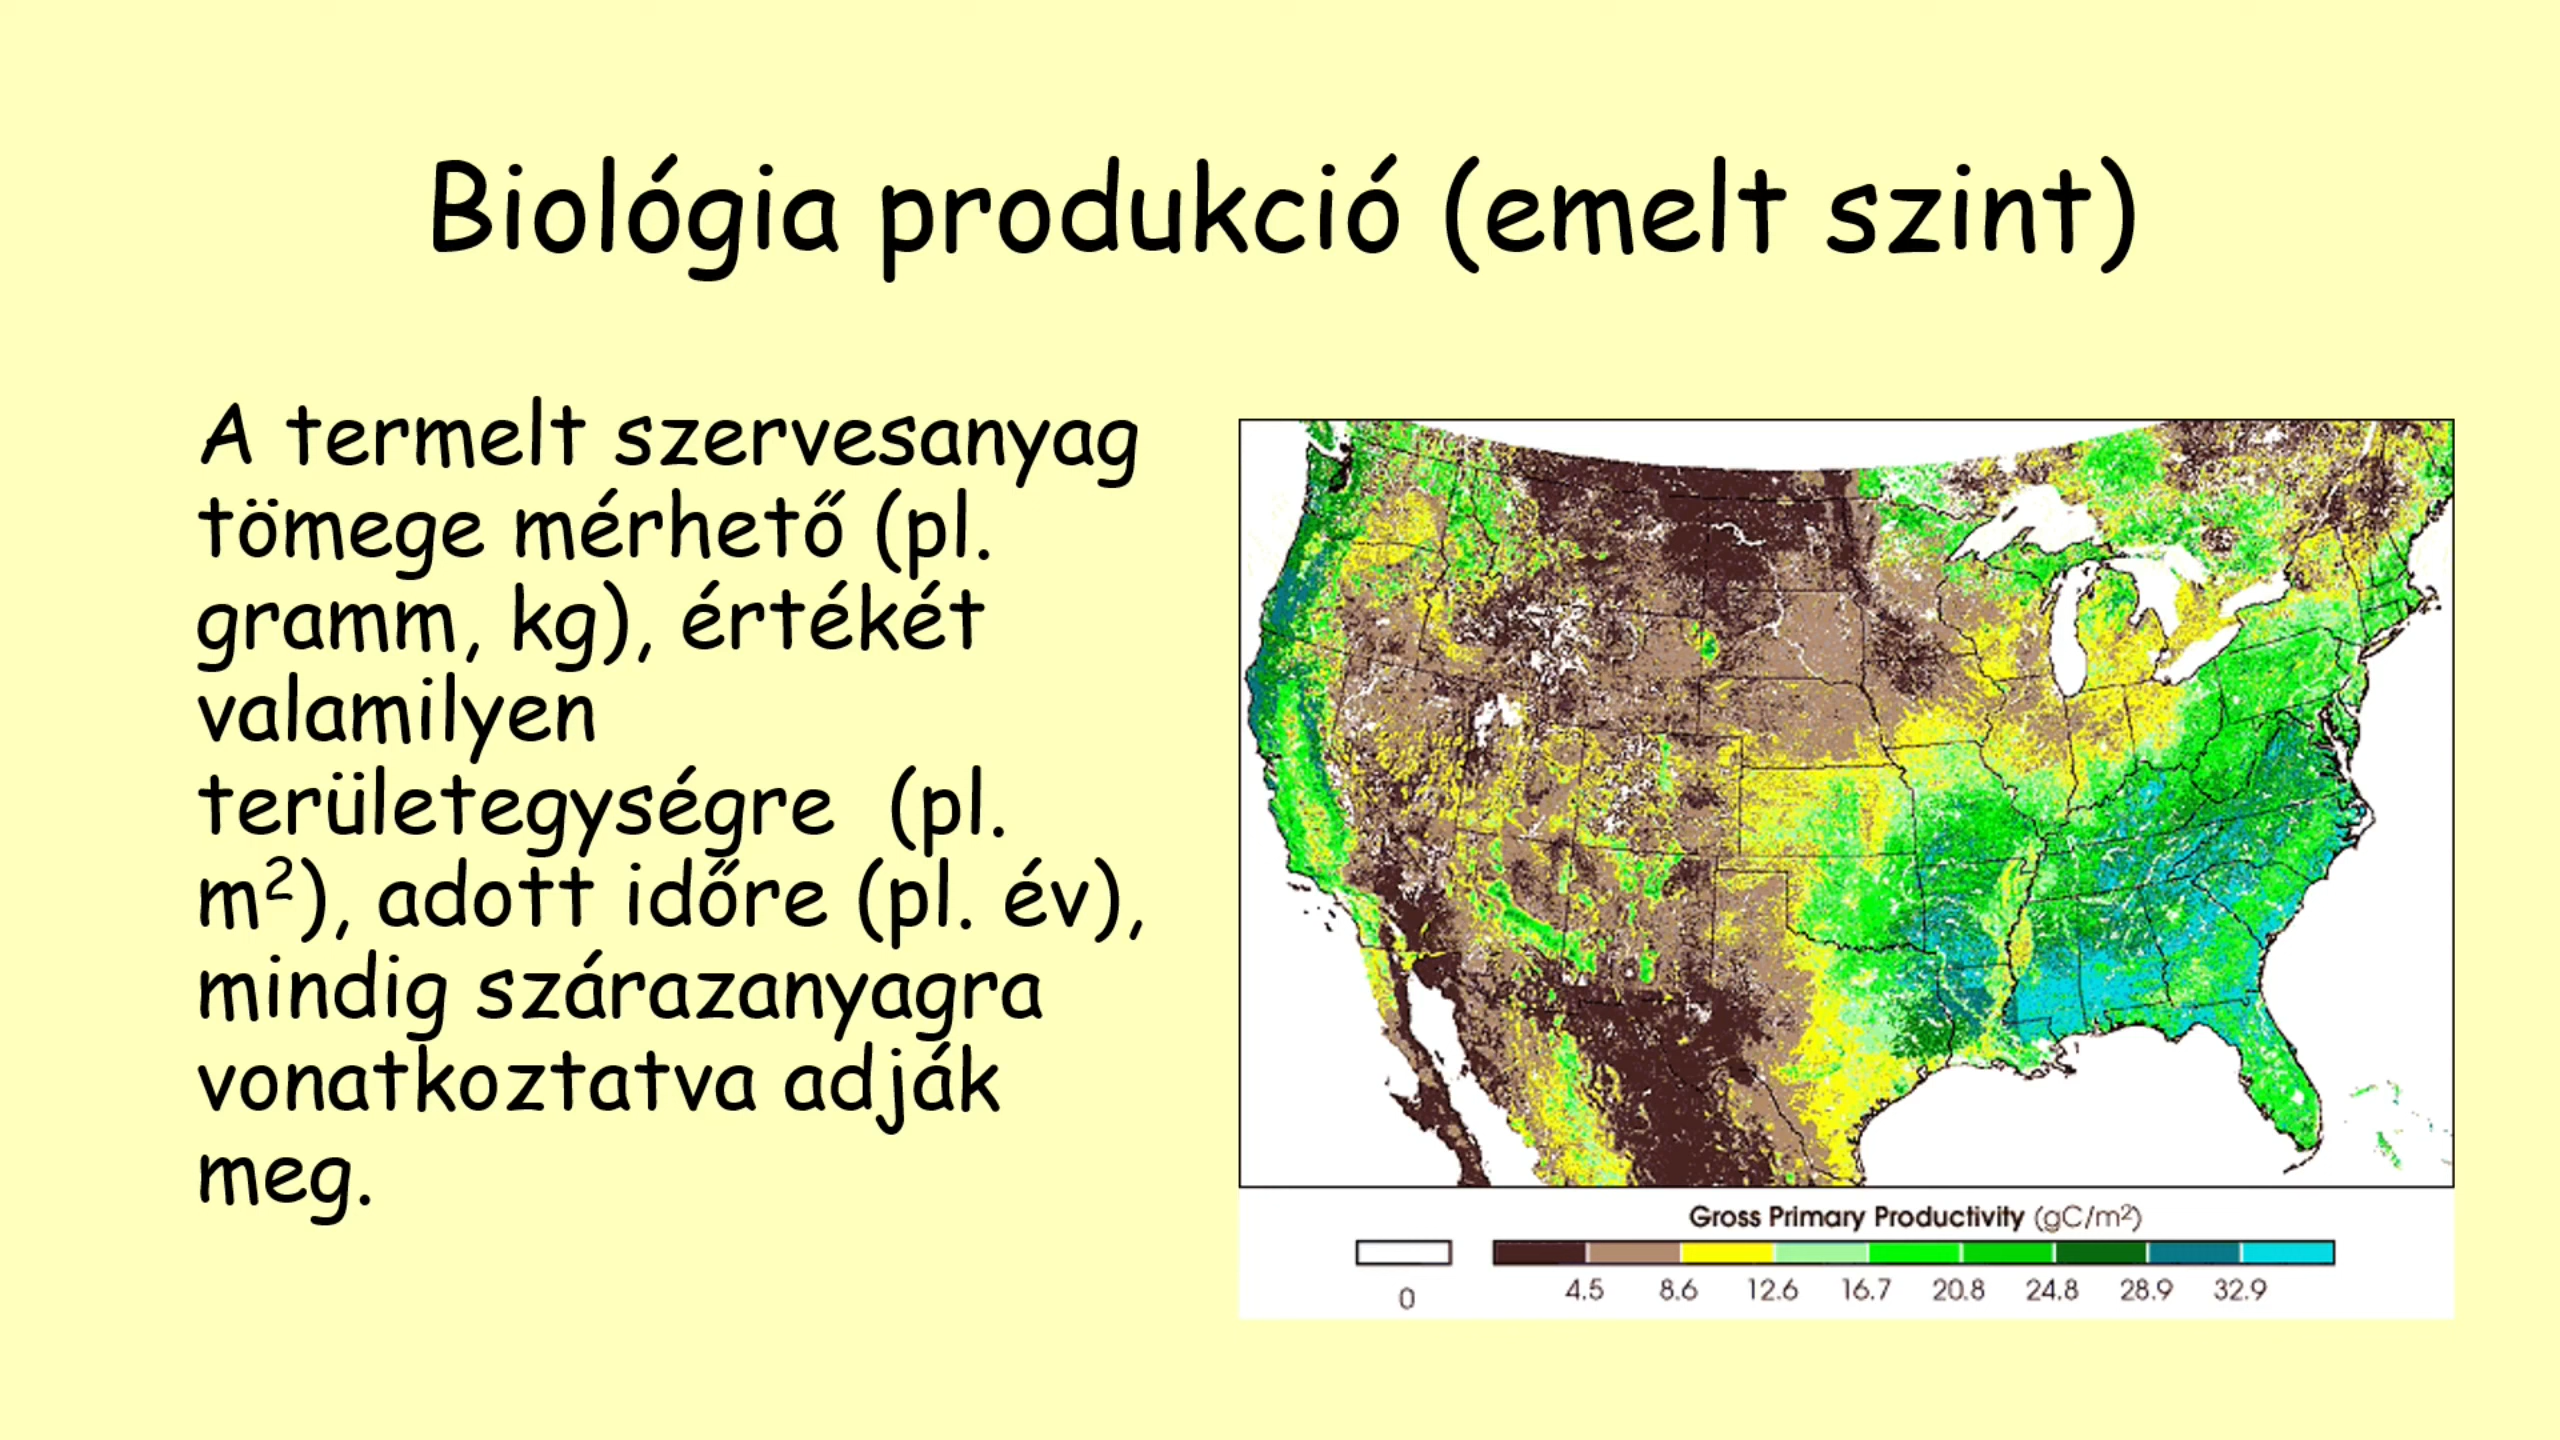 Biológia produkció (emelt szint)
A termelt szervesanyag
tömege mérhető (pl.
gramm, kg), értékét
valamilyen
területegységre  (pl.
m²), adott időre (pl. év),
mindig szárazanyagra
vonatkoztatva adják
meg.
Gross Primary Productivity (gC/m²)
0 4.5 8.6 12.6 16.7 20.8 24.8 28.9 32.9